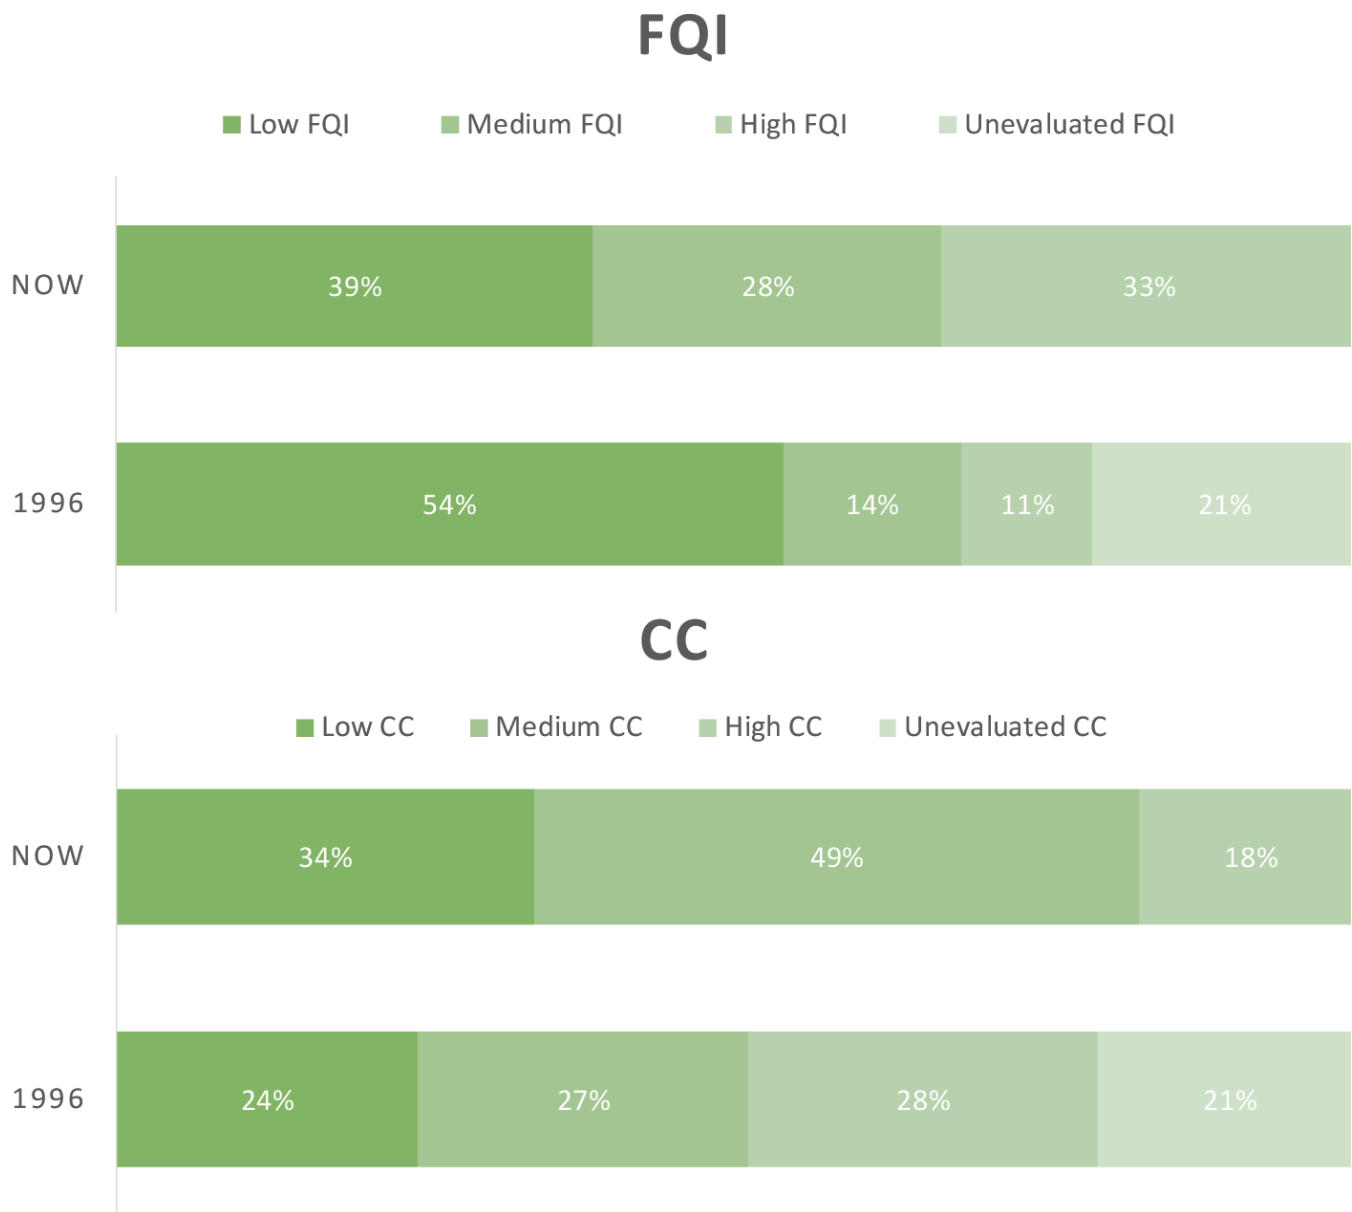 FQI
Low FQI Medium FQI High FQI Unevaluated FQI
NOW 39% 28% 33%
1996 54% 14% 11% 21%
CC
Low CC Medium CC High CC Unevaluated CC
NOW 34% 49% 18%
1996 24% 27% 28% 21%